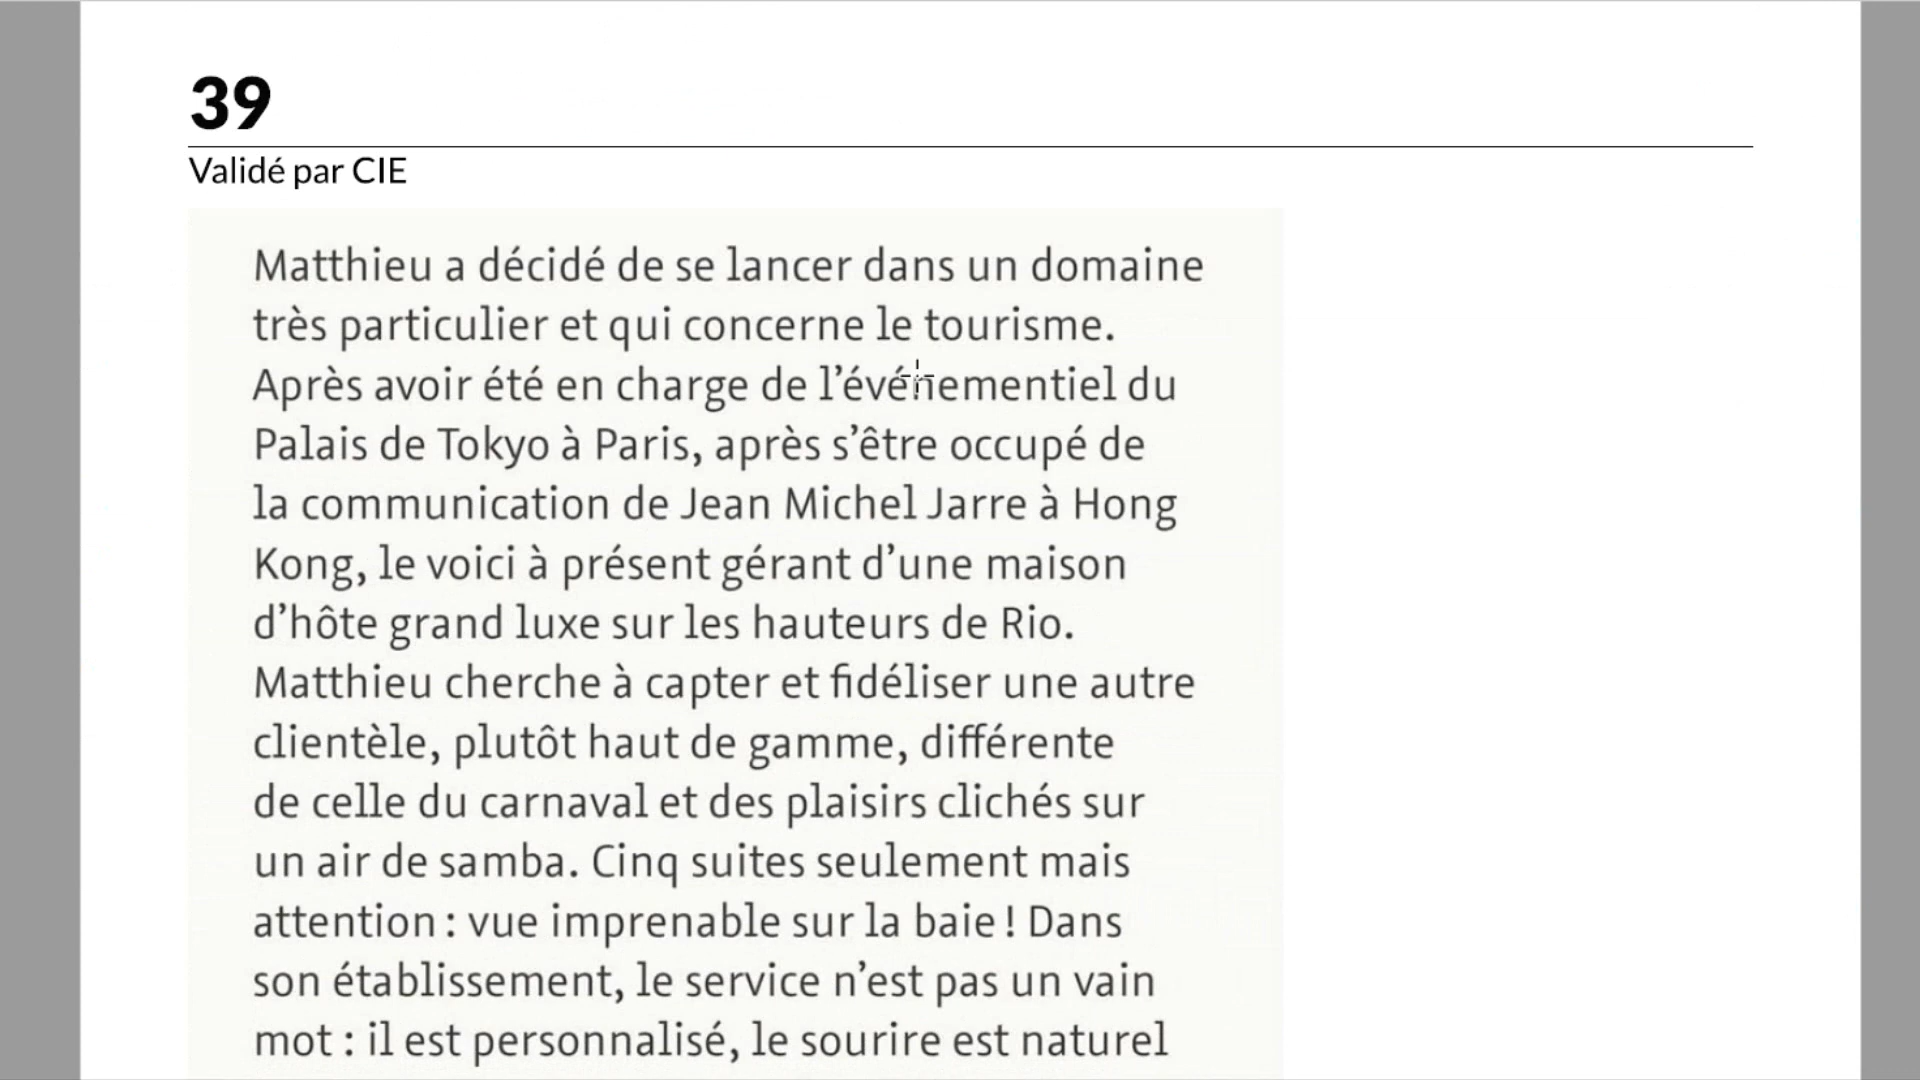 39
Validé par CIE
Matthieu a décidé de se lancer dans un domaine
très particulier et qui concerne le tourisme.
Après avoir été en charge de l’événementiel du
Palais de Tokyo à Paris, après s’être occupé de
la communication de Jean Michel Jarre à Hong
Kong, le voici à présent gérant d’une maison
d’hôte grand luxe sur les hauteurs de Rio.
Matthieu cherche à capter et fidéliser une autre
clientèle, plutôt haut de gamme, différente
de celle du carnaval et des plaisirs clichés sur
un air de samba. Cinq suites seulement mais
attention : vue imprenable sur la baie ! Dans
son établissement, le service n’est pas un vain
mot : il est personnalisé, le sourire est naturel